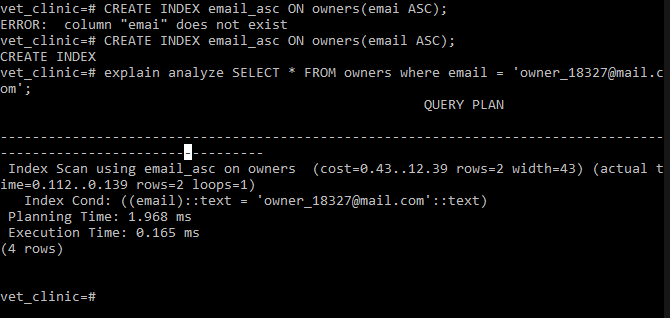 vet_clinic=# CREATE INDEX email_asc ON owners(emai ASC);
ERROR:  column "emai" does not exist
vet_clinic=# CREATE INDEX email_asc ON owners(email ASC);
CREATE INDEX
vet_clinic=# explain analyze SELECT * FROM owners where email = 'owner_18327@mail.c
om';
QUERY PLAN
-----------------------------------------------------------------------------------
---------------------------------
Index Scan using email_asc on owners  (cost=0.43..12.39 rows=2 width=43) (actual t
ime=0.112..0.139 rows=2 loops=1)
Index Cond: ((email)::text = 'owner_18327@mail.com'::text)
Planning Time: 1.968 ms
Execution Time: 0.165 ms
(4 rows)
vet_clinic=#